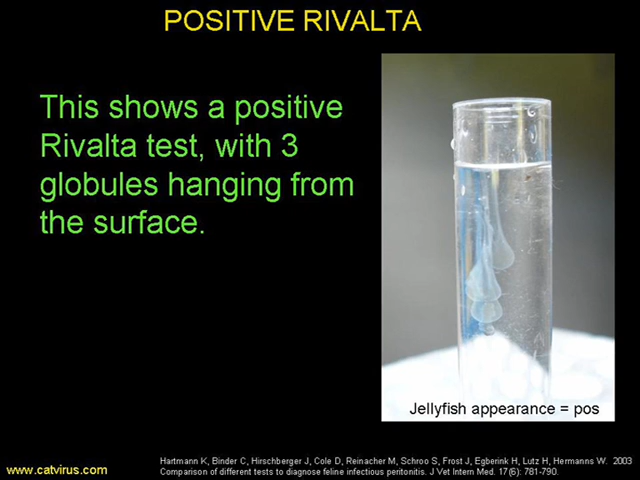 POSITIVE RIVALTA
This shows a positive
Rivalta test, with 3
globules hanging from
the surface.
Jellyfish appearance = pos
www.catvirus.com
Hartmann K, Binder C, Hirschberger J, Cole D, Reinacher M, Schroo S, Frost J, Egberink H, Lutz H, Hermanns W. 2003
Comparison of different tests to diagnose feline infectious peritonitis. J Vet Intern Med. 17(6): 781-790.